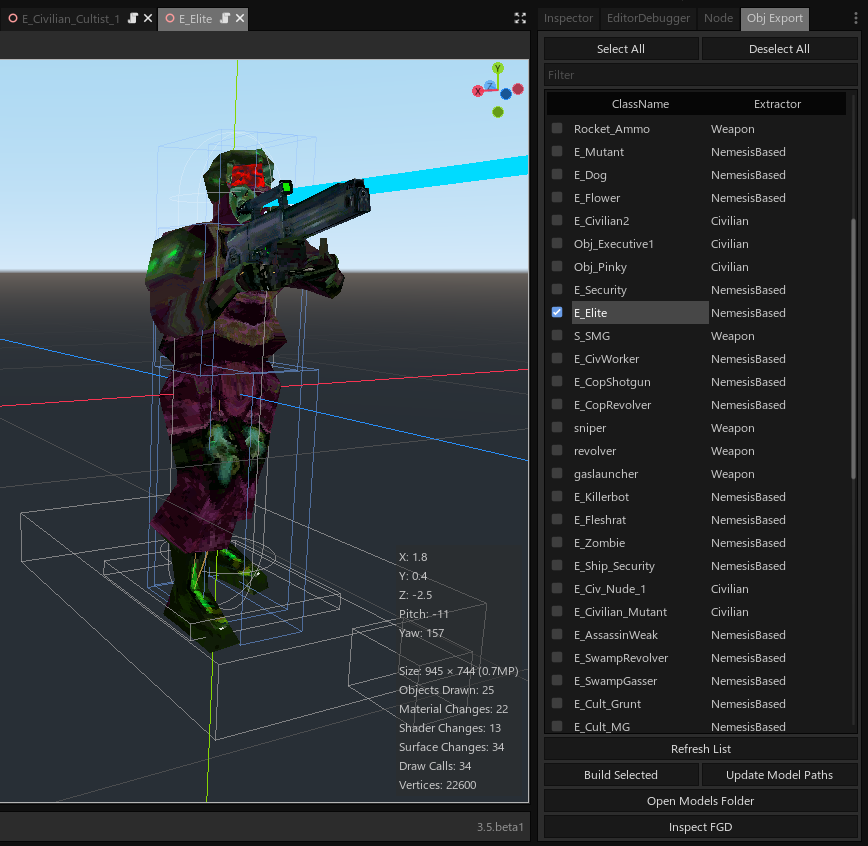 E_Civilian_Cultist_1
E_Elite
Inspector EditorDebugger Node Obj Export
Select All Deselect All
Filter
ClassName Extractor
Rocket_Ammo Weapon
E_Mutant NemesisBased
E_Dog NemesisBased
E_Flower NemesisBased
E_Civilian2 Civilian
Obj_Executive1 Civilian
Obj_Pinky Civilian
E_Security NemesisBased
E_Elite NemesisBased
S_SMG Weapon
E_CivWorker NemesisBased
E_CopShotgun NemesisBased
E_CopRevolver NemesisBased
sniper Weapon
revolver Weapon
gaslauncher Weapon
E_Killerbot NemesisBased
E_Fleshrat NemesisBased
E_Zombie NemesisBased
E_Ship_Security NemesisBased
E_Civ_Nude_1 Civilian
E_Civilian_Mutant Civilian
E_AssassinWeak NemesisBased
E_SwampRevolver NemesisBased
E_SwampGasser NemesisBased
E_Cult_Grunt NemesisBased
E_Cult_MG NemesisBased
Refresh List
Build Selected Update Model Paths
Open Models Folder
Inspect FGD
Y
X
Z
X: 1.8
Y: 0.4
Z: -2.5
Pitch: -11
Yaw: 157
Size: 945 × 744 (0.7MP)
Objects Drawn: 25
Material Changes: 22
Shader Changes: 13
Surface Changes: 34
Draw Calls: 34
Vertices: 22600
3.5.beta1